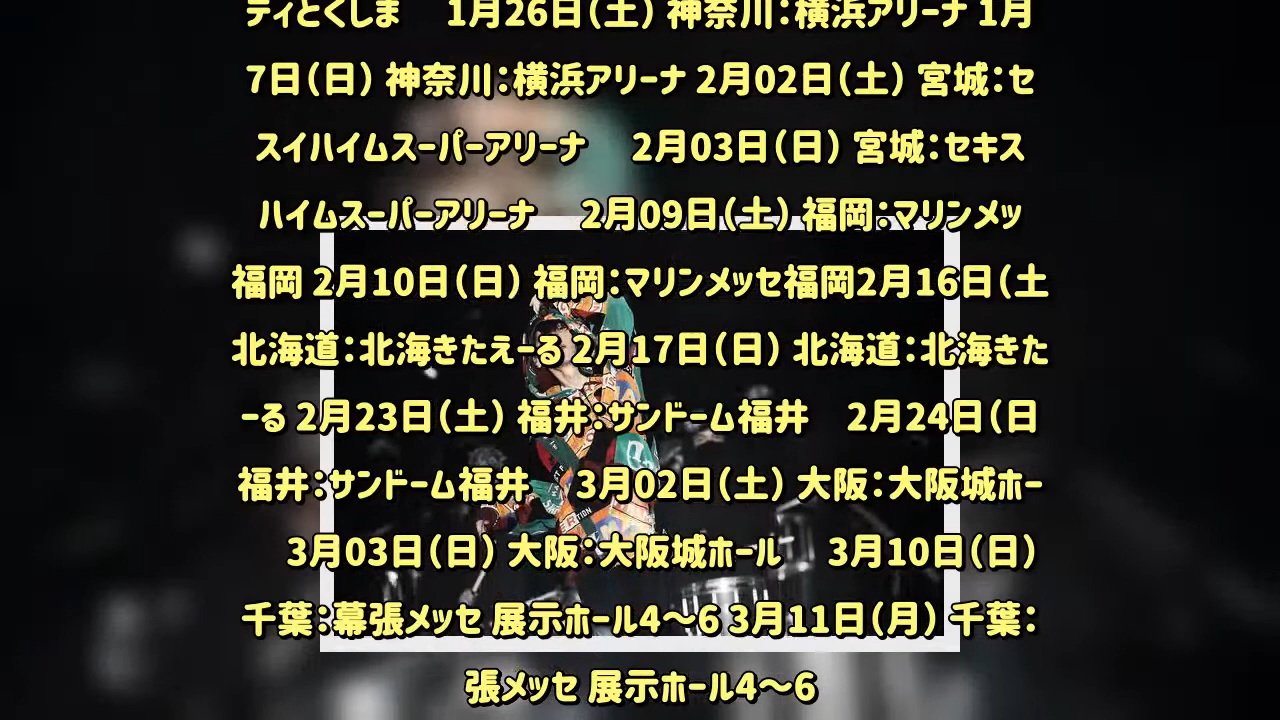 ティとくしま　 1月26日（土） 神奈川：横浜アリーナ 1月
7日（日） 神奈川：横浜アリーナ 2月02日（土） 宮城：セ
スイハイムスーパーアリーナ　 2月03日（日） 宮城：セキス
ハイムスーパーアリーナ　 2月09日（土） 福岡：マリンメッ
福岡 2月10日（日） 福岡：マリンメッセ福岡2月16日（土
北海道：北海きたえーる 2月17日（日） 北海道：北海きた
ーる 2月23日（土） 福井：サンドーム福井　2月24日（日
福井：サンドーム福井　 3月02日（土） 大阪：大阪城ホー
3月03日（日） 大阪：大阪城ホール　 3月10日（日）
千葉：幕張メッセ 展示ホール4～6 3月11日（月） 千葉：
張メッセ 展示ホール4～6